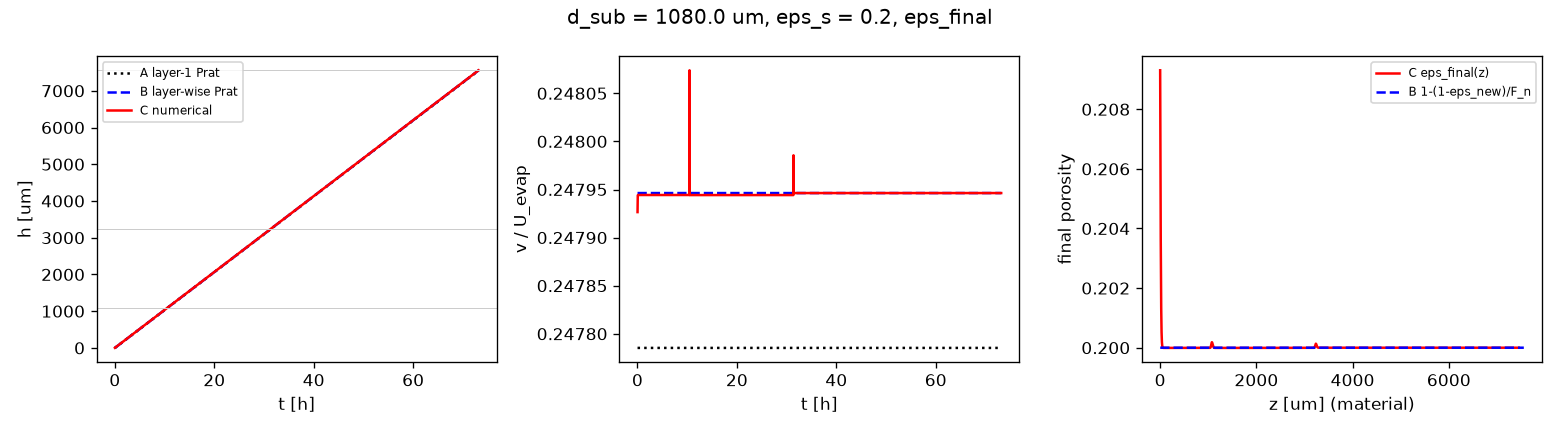 d_sub = 1080.0 um, eps_s = 0.2, eps_final
h [um]
7000
6000
5000
4000
3000
2000
1000
0
A layer-1 Prat
B layer-wise Prat
C numerical
0
20
40
60
t [h]
v / U_evap
0.24805
0.24800
0.24795
0.24790
0.24785
0.24780
0
20
40
60
t [h]
final porosity
0.208
0.206
0.204
0.202
0.200
C eps_final(z)
B 1-(1-eps_new)/F_n
0
2000
4000
6000
z [um] (material)